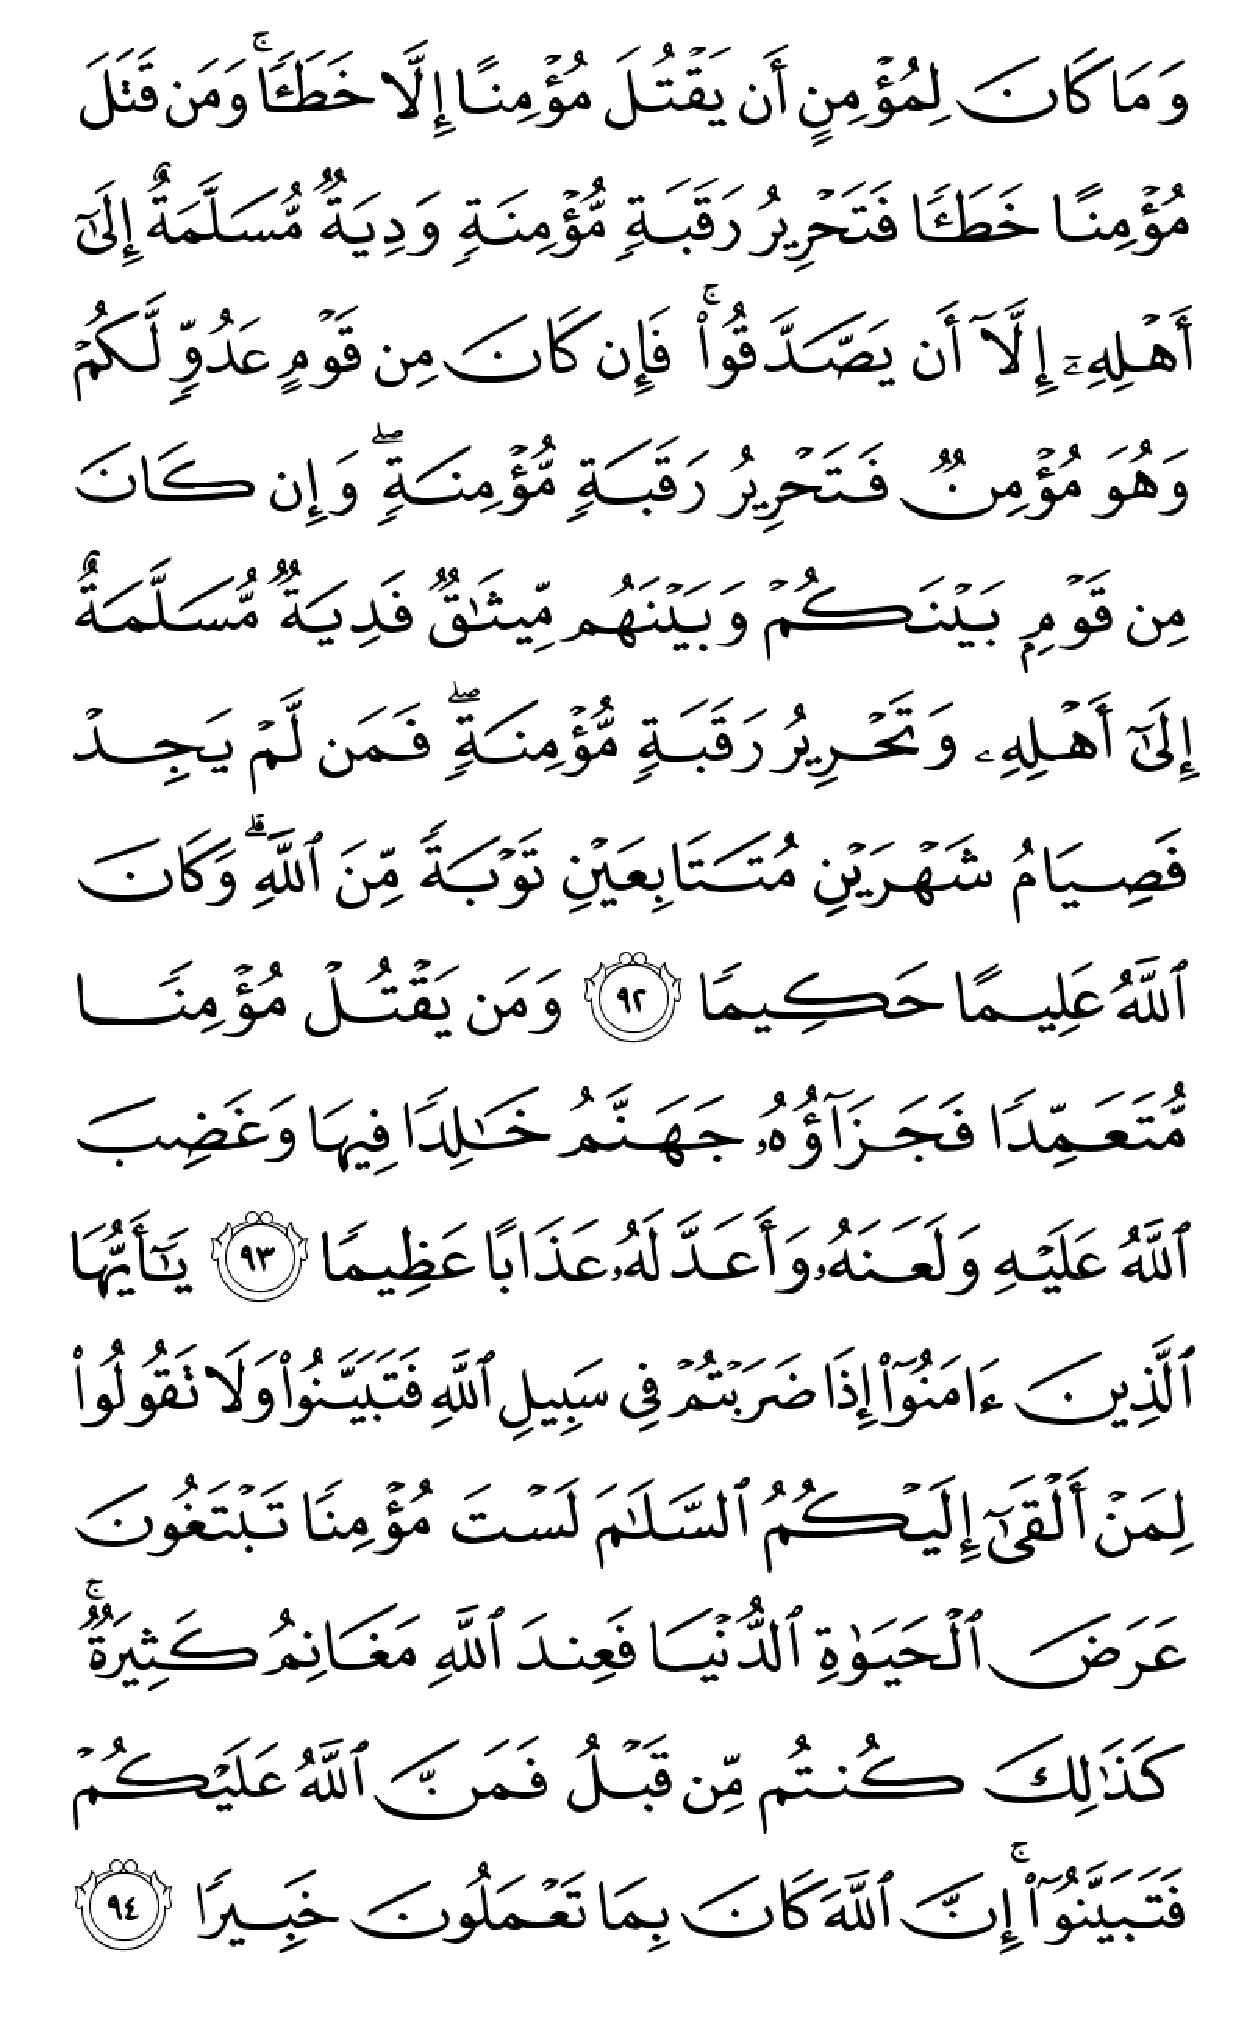 وَمَا كَانَ لِمُؤْمِنٍ أَن يَقْتُلَ مُؤْمِنًا إِلَّا خَطَـًٔا ۚ وَمَن قَتَلَ
مُؤْمِنًا خَطَـًٔا فَتَحْرِيرُ رَقَبَةٍ مُّؤْمِنَةٍ وَدِيَةٌ مُّسَلَّمَةٌ إِلَىٰٓ
أَهْلِهِۦٓ إِلَّآ أَن يَصَّدَّقُوا۟ ۚ فَإِن كَانَ مِن قَوْمٍ عَدُوٍّ لَّكُمْ
وَهُوَ مُؤْمِنٌ فَتَحْرِيرُ رَقَبَةٍ مُّؤْمِنَةٍ ۖ وَإِن كَانَ
مِن قَوْمٍۭ بَيْنَكُمْ وَبَيْنَهُم مِّيثَـٰقٌ فَدِيَةٌ مُّسَلَّمَةٌ
إِلَىٰٓ أَهْلِهِۦ وَتَحْرِيرُ رَقَبَةٍ مُّؤْمِنَةٍ ۖ فَمَن لَّمْ يَجِدْ
فَصِيَامُ شَهْرَيْنِ مُتَتَابِعَيْنِ تَوْبَةً مِّنَ ٱللَّهِ ۗ وَكَانَ
ٱللَّهُ عَلِيمًا حَكِيمًا ٩٢ وَمَن يَقْتُلْ مُؤْمِنًا
مُّتَعَمِّدًا فَجَزَآؤُهُۥ جَهَنَّمُ خَـٰلِدًا فِيهَا وَغَضِبَ
ٱللَّهُ عَلَيْهِ وَلَعَنَهُۥ وَأَعَدَّ لَهُۥ عَذَابًا عَظِيمًا ٩٣ يَـٰٓأَيُّهَا
ٱلَّذِينَ ءَامَنُوٓا۟ إِذَا ضَرَبْتُمْ فِى سَبِيلِ ٱللَّهِ فَتَبَيَّنُوا۟ وَلَا تَقُولُوا۟
لِمَنْ أَلْقَىٰٓ إِلَيْكُمُ ٱلسَّلَـٰمَ لَسْتَ مُؤْمِنًا تَبْتَغُونَ
عَرَضَ ٱلْحَيَوٰةِ ٱلدُّنْيَا فَعِندَ ٱللَّهِ مَغَانِمُ كَثِيرَةٌ ۚ
كَذَٰلِكَ كُنتُم مِّن قَبْلُ فَمَنَّ ٱللَّهُ عَلَيْكُمْ
فَتَبَيَّنُوٓا۟ ۚ إِنَّ ٱللَّهَ كَانَ بِمَا تَعْمَلُونَ خَبِيرًا ٩٤